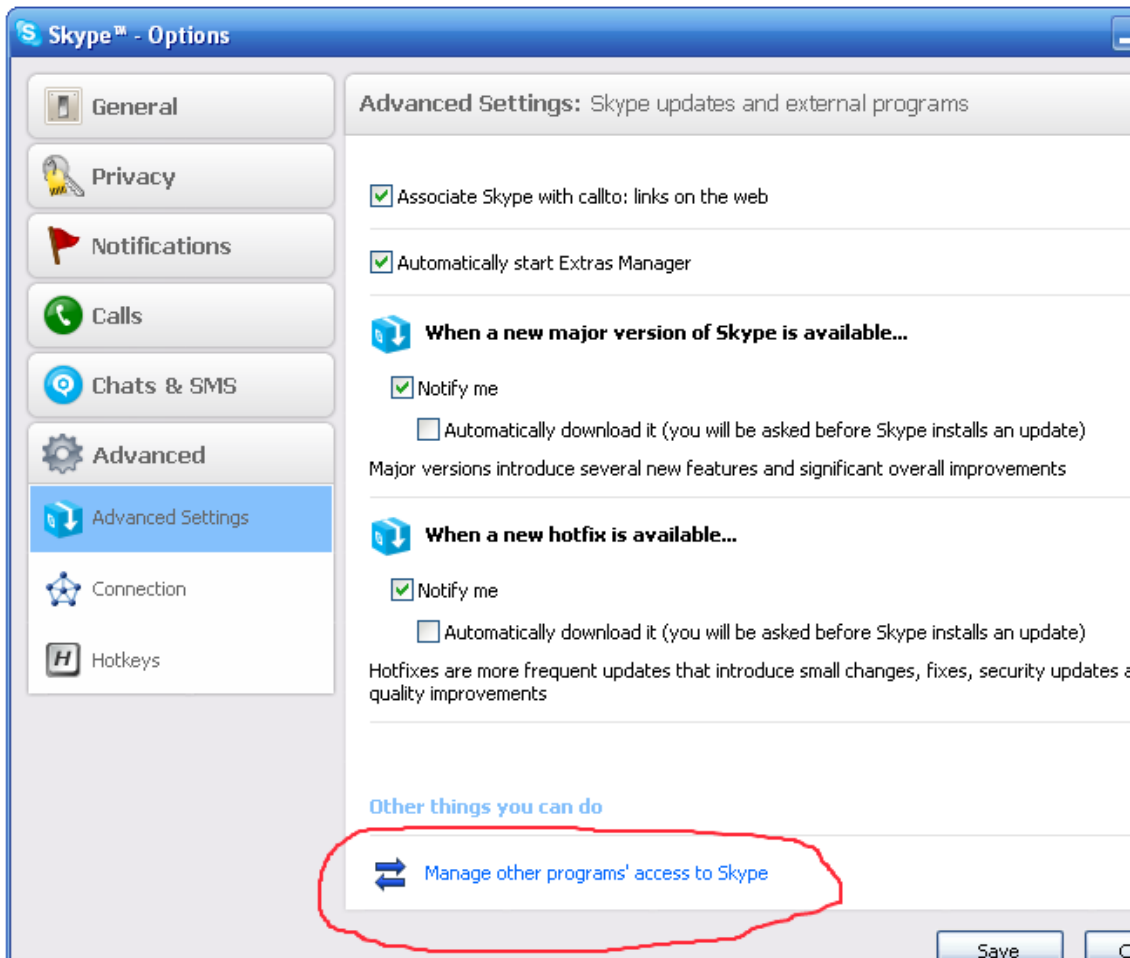 Skype™ - Options
General
Privacy
Notifications
Calls
Chats & SMS
Advanced
Advanced Settings
Connection
Hotkeys
Advanced Settings: Skype updates and external programs
Associate Skype with callto: links on the web
Automatically start Extras Manager
When a new major version of Skype is available...
Notify me
Automatically download it (you will be asked before Skype installs an update)
Major versions introduce several new features and significant overall improvements
When a new hotfix is available...
Notify me
Automatically download it (you will be asked before Skype installs an update)
Hotfixes are more frequent updates that introduce small changes, fixes, security updates
quality improvements
Other things you can do
Manage other programs' access to Skype
Save